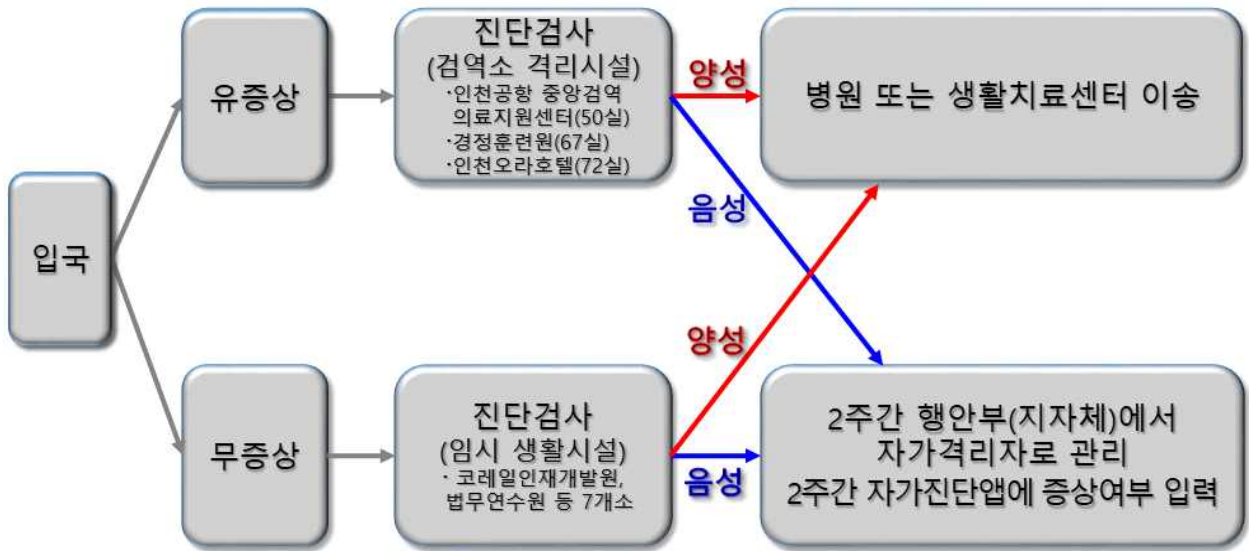 입국
유증상
진단검사
(검역소 격리시설)
·인천공항 중앙검역
의료지원센터(50실)
·경정훈련원(67실)
·인천오라호텔(72실)
양성
음성
병원 또는 생활치료센터 이송
무증상
진단검사
(임시 생활시설)
· 코레일인재개발원,
법무연수원 등 7개소
양성
음성
2주간 행안부(지자체)에서
자가격리자로 관리
2주간 자가진단앱에 증상여부 입력